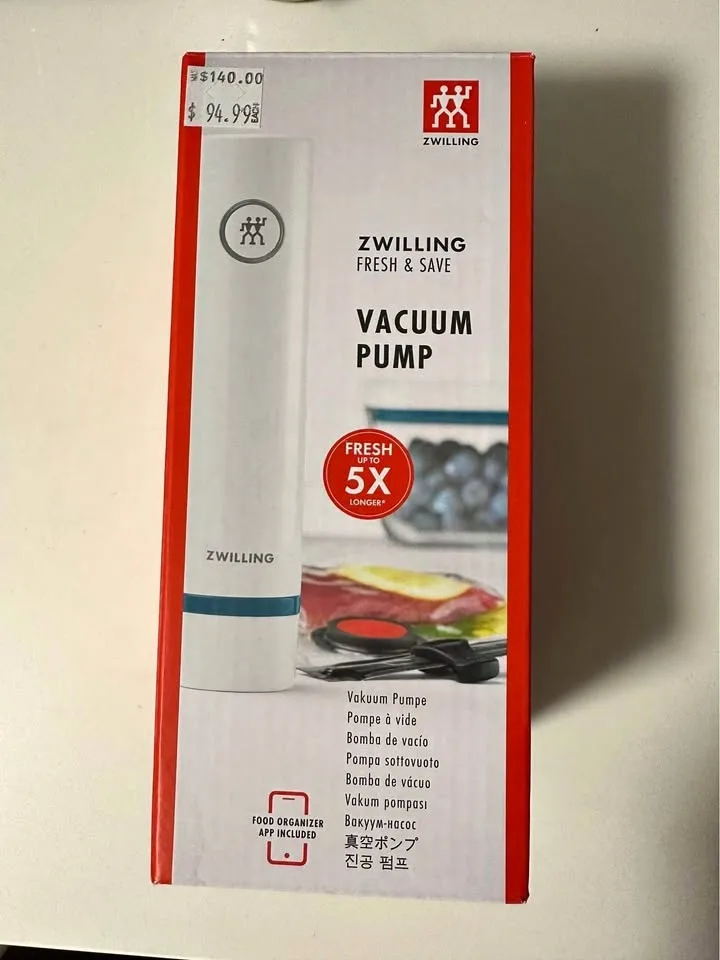 $140.00
$ 94.99 EACH
ZWILLING
ZWILLING
FRESH & SAVE
VACUUM
PUMP
FRESH
UP TO
5X
LONGER*
ZWILLING
Vakuum Pumpe
Pompe à vide
Bomba de vacío
Pompa sottovuoto
Bomba de vácuo
Vakum pompası
Вакуум-насос
真空ポンプ
진공 펌프
FOOD ORGANIZER
APP INCLUDED